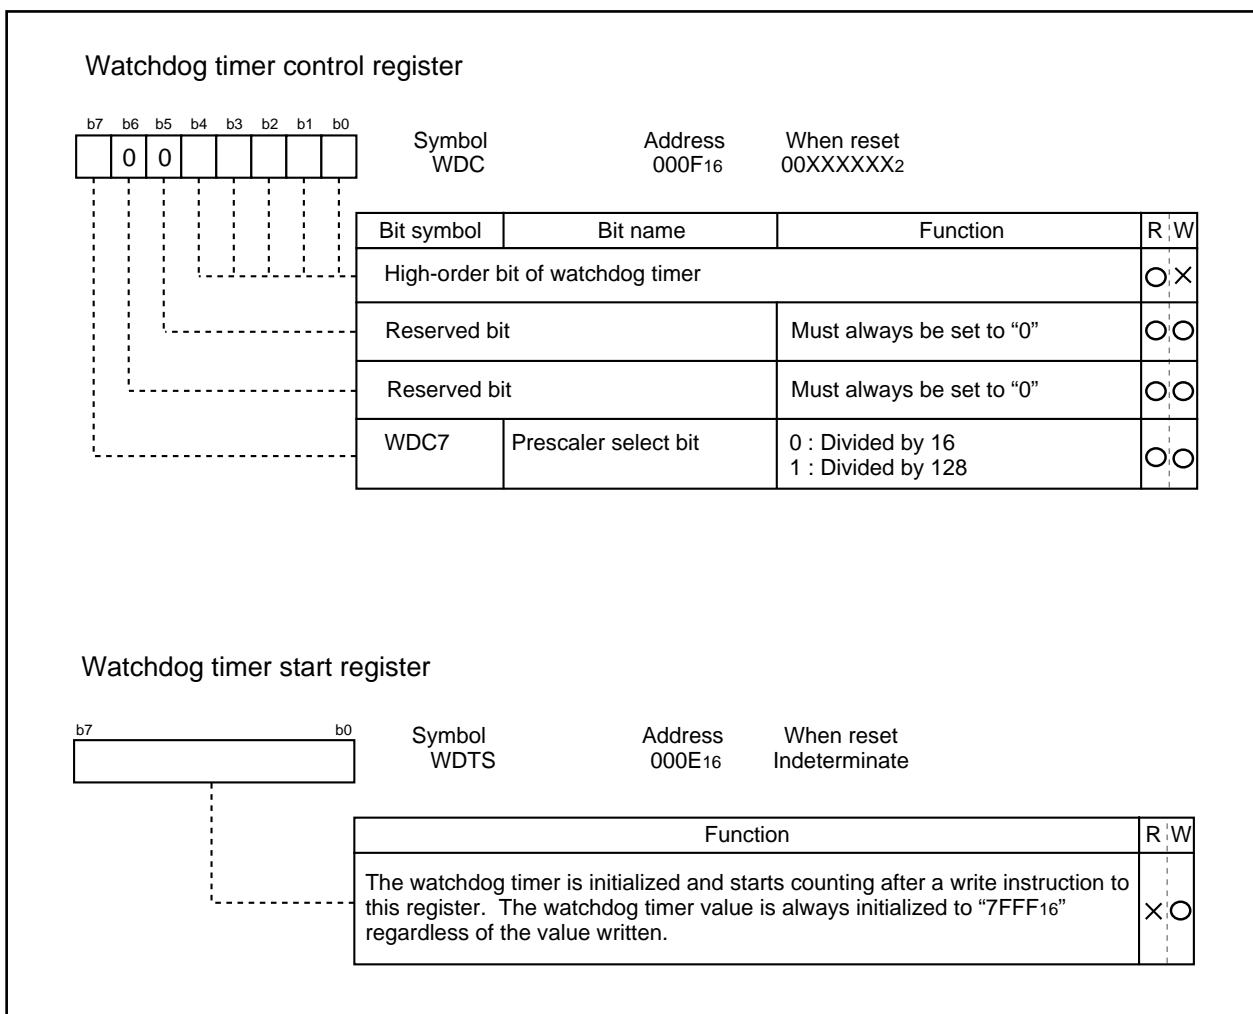 Watchdog timer control register
b7 b6 b5 b4 b3 b2 b1 b0
0 0
Symbol Address When reset
WDC 000F16 00XXXXXX2
Bit symbol Bit name Function R W
High-order bit of watchdog timer
Reserved bit Must always be set to “0”
Reserved bit Must always be set to “0”
WDC7 Prescaler select bit 0 : Divided by 16
1 : Divided by 128
Watchdog timer start register
b7 b0
Symbol Address When reset
WDTS 000E16 Indeterminate
Function R W
The watchdog timer is initialized and starts counting after a write instruction to
this register. The watchdog timer value is always initialized to “7FFF16”
regardless of the value written.